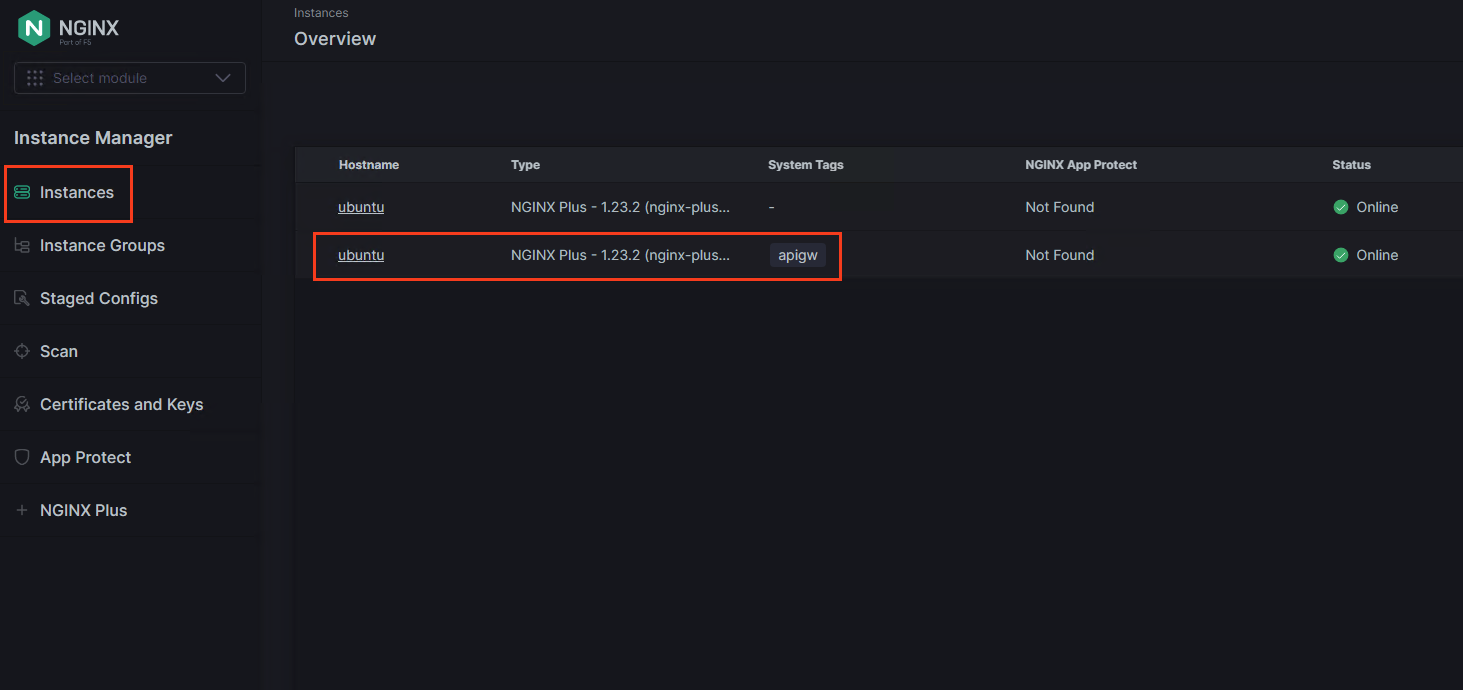 NGINX
Part of F5
Select module
Instance Manager
Instances
Instance Groups
Staged Configs
Scan
Certificates and Keys
App Protect
NGINX Plus
Instances
Overview
Hostname Type System Tags NGINX App Protect Status
ubuntu NGINX Plus - 1.23.2 (nginx-plus... - Not Found Online
ubuntu NGINX Plus - 1.23.2 (nginx-plus... apigw Not Found Online